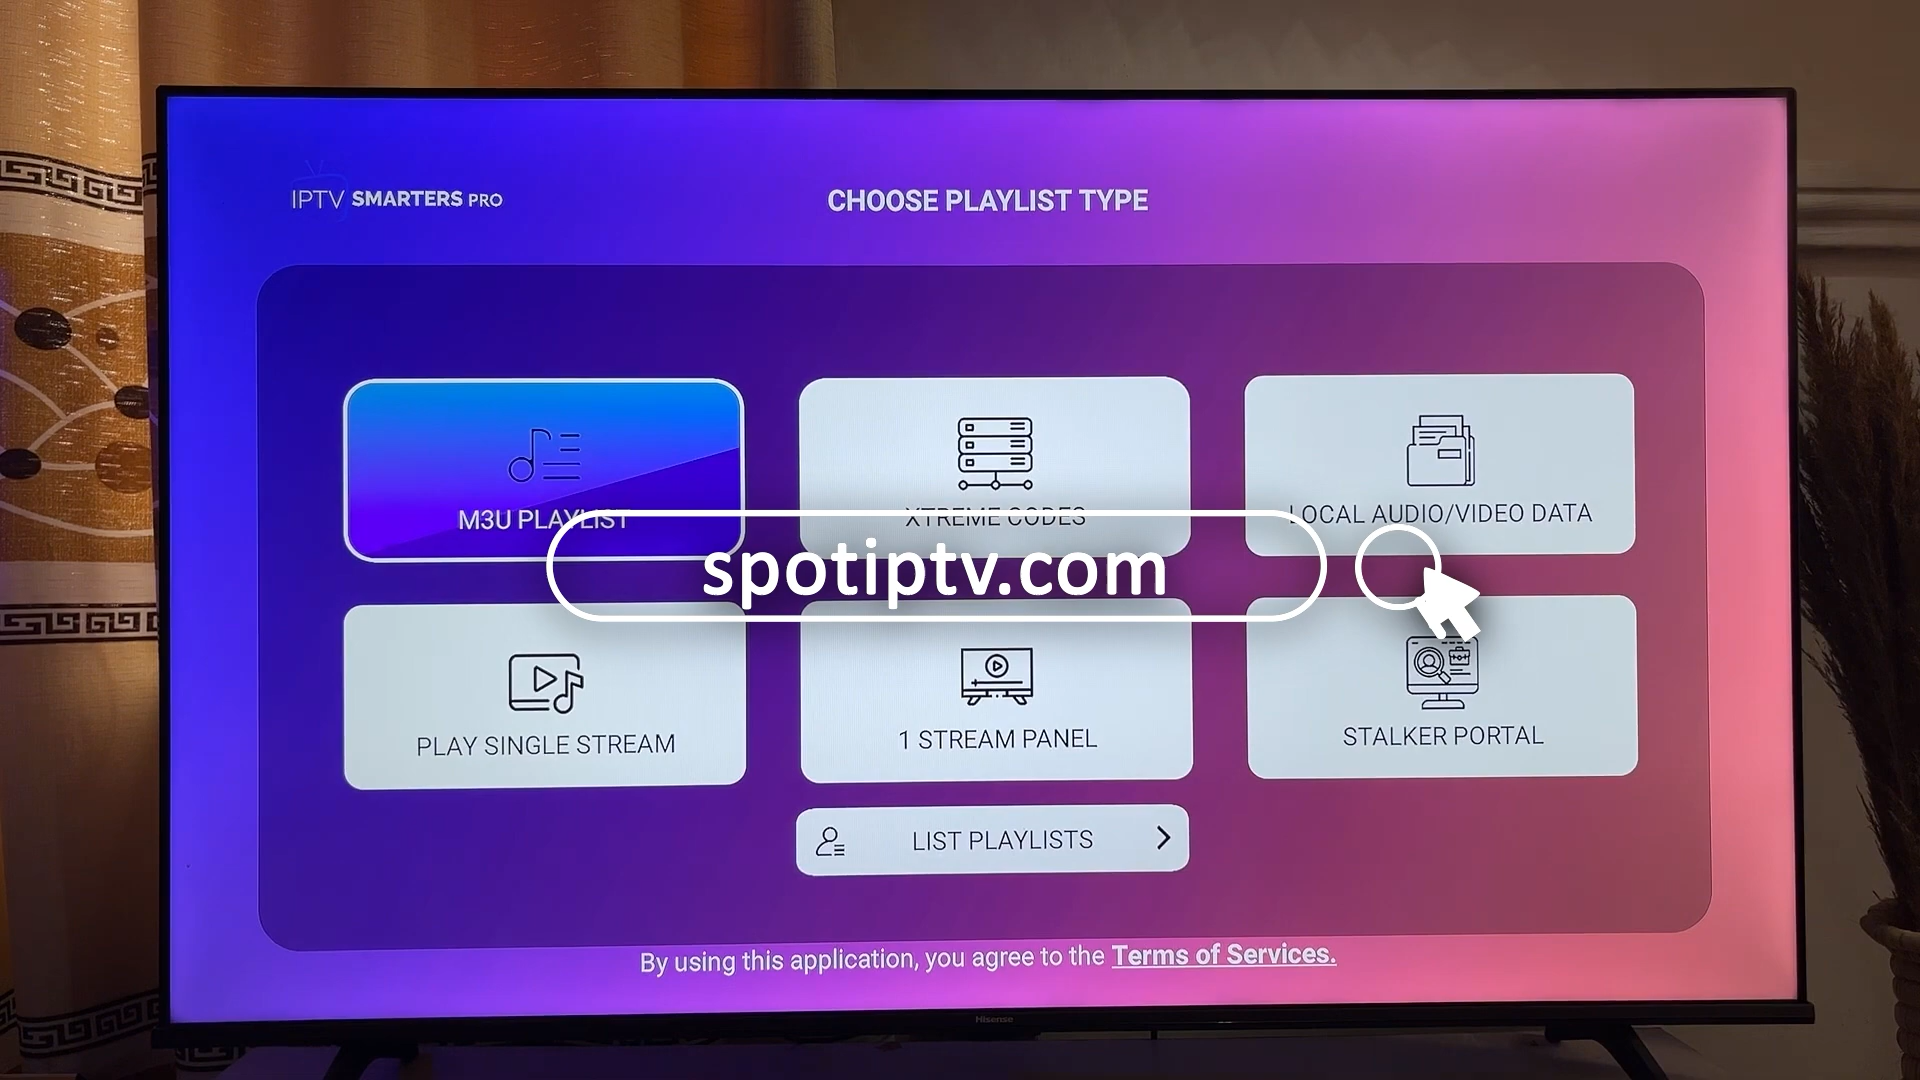 IPTV SMARTERS PRO
CHOOSE PLAYLIST TYPE
M3U PLAYLIST
XTREME CODES
LOCAL AUDIO/VIDEO DATA
spotiptv.com
PLAY SINGLE STREAM
1 STREAM PANEL
STALKER PORTAL
LIST PLAYLISTS
By using this application, you agree to the Terms of Services.
Hisense